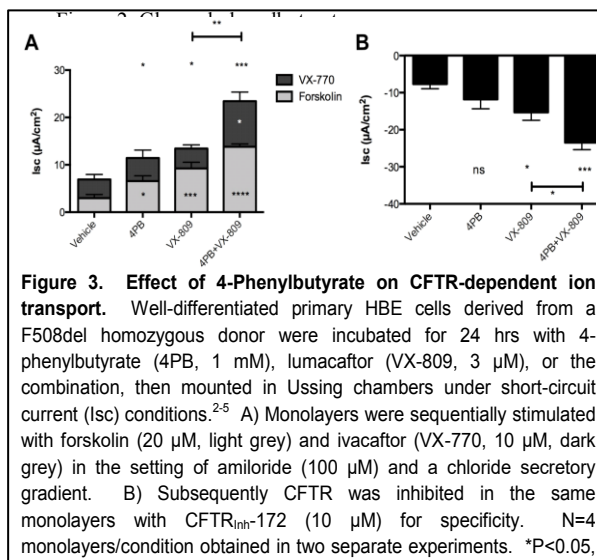 Figure 2.
A
**
30
20
10
0
Isc (µA/cm²)
*
*
***
*
*
***
****
VX-770
Forskolin
Vehicle
4PB
VX-809
4PB+VX-809
B
0
-10
-20
-30
-40
Isc (µA/cm²)
ns
*
***
*
Vehicle
4PB
VX-809
4PB+VX-809
Figure 3. Effect of 4-Phenylbutyrate on CFTR-dependent ion
transport. Well-differentiated primary HBE cells derived from a
F508del homozygous donor were incubated for 24 hrs with 4-
phenylbutyrate (4PB, 1 mM), lumacaftor (VX-809, 3 µM), or the
combination, then mounted in Ussing chambers under short-circuit
current (Isc) conditions.2-5 A) Monolayers were sequentially stimulated
with forskolin (20 µM, light grey) and ivacaftor (VX-770, 10 µM, dark
grey) in the setting of amiloride (100 µM) and a chloride secretory
gradient. B) Subsequently CFTR was inhibited in the same
monolayers with CFTRInh-172 (10 µM) for specificity. N=4
monolayers/condition obtained in two separate experiments. *P<0.05,